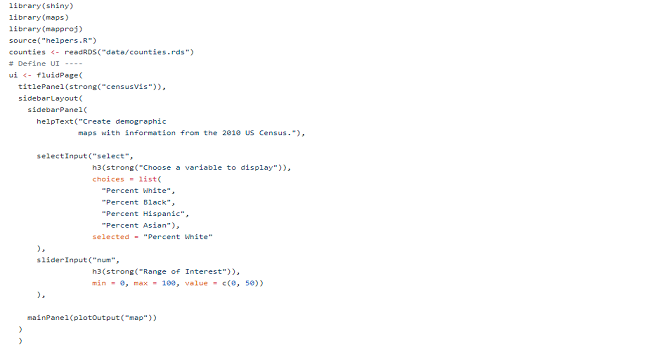 library(shiny)
library(maps)
library(mapproj)
source("helpers.R")
counties <- readRDS("data/counties.rds")
# Define UI ----
ui <- fluidPage(
  titlePanel(strong("censusVis")),
  sidebarLayout(
    sidebarPanel(
      helpText("Create demographic
               maps with information from the 2010 US Census."),
      selectInput("select",
                  h3(strong("Choose a variable to display")),
                  choices = list(
                    "Percent White",
                    "Percent Black",
                    "Percent Hispanic",
                    "Percent Asian"),
                  selected = "Percent White"
      ),
      sliderInput("num",
                  h3(strong("Range of Interest")),
                  min = 0, max = 100, value = c(0, 50))
      ),
    mainPanel(plotOutput("map"))
  )
  )